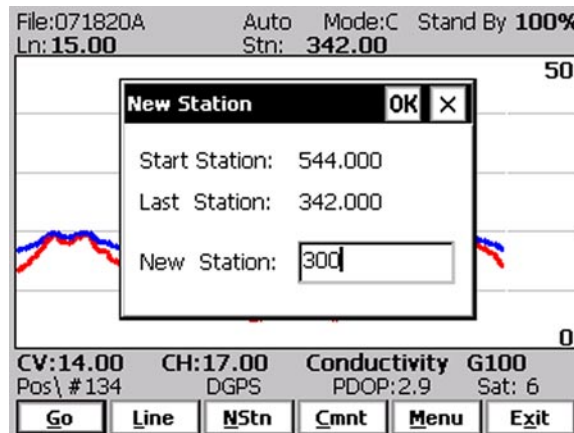 File:071820A Auto Mode:C Stand By 100%
Ln: 15.00 Stn: 342.00
50
New Station OK ×
Start Station: 544.000
Last Station: 342.000
New Station: 300
0
CV:14.00 CH:17.00 Conductivity G100
Pos\ #134 DGPS PDOP:2.9 Sat: 6
Go Line NStn Cmnt Menu Exit